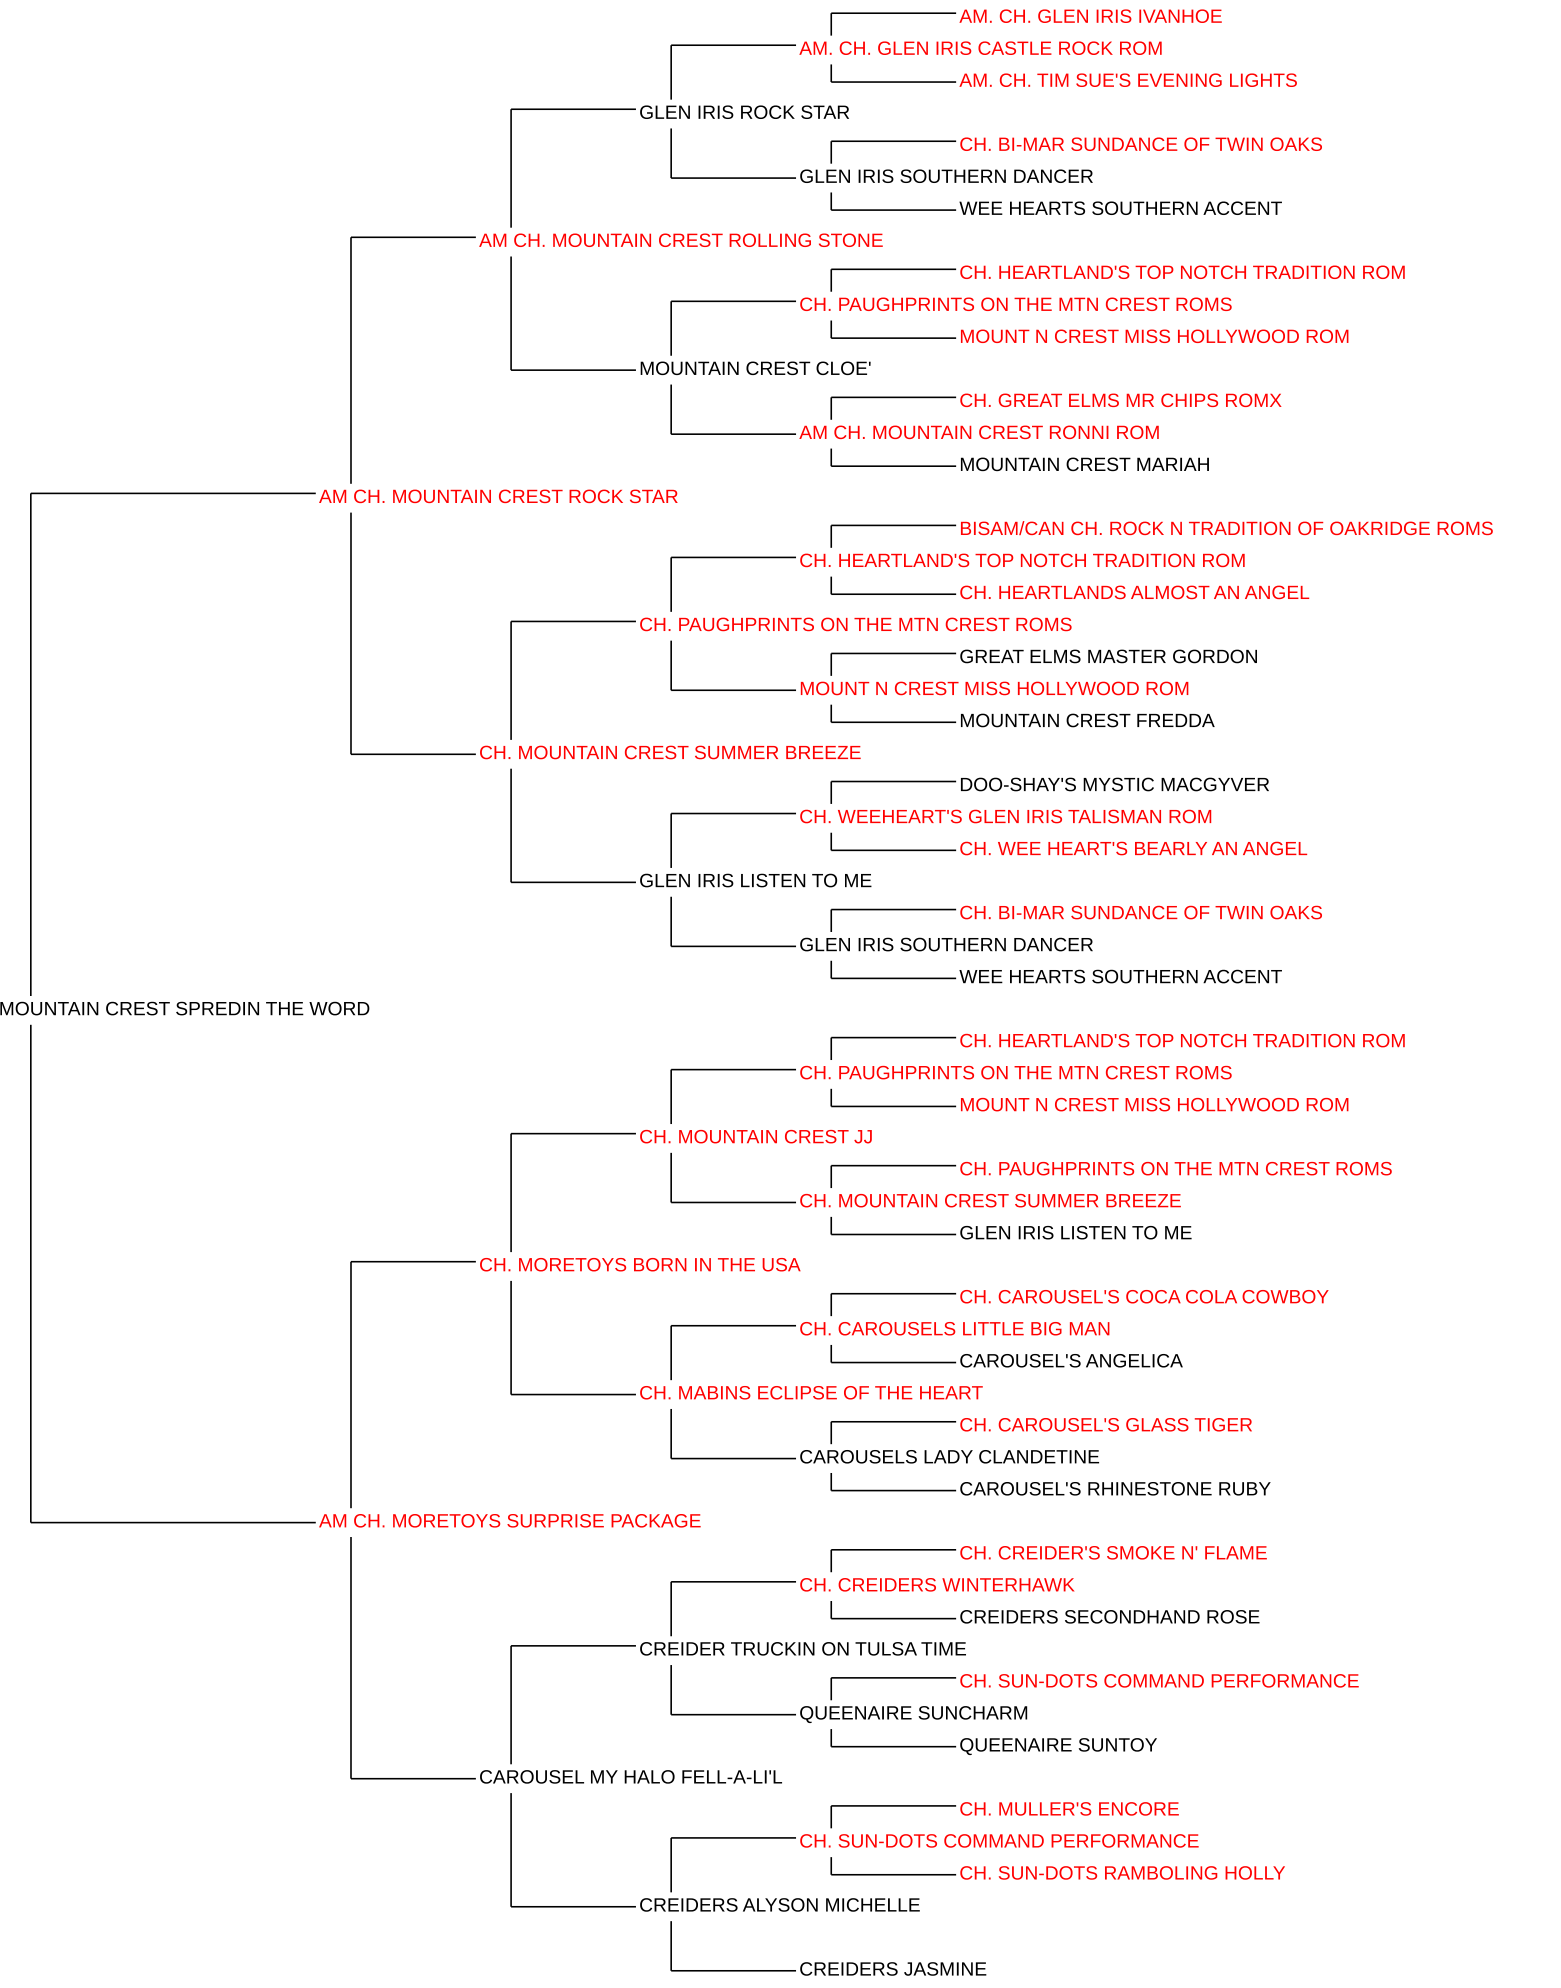 AM. CH. GLEN IRIS IVANHOE
AM. CH. GLEN IRIS CASTLE ROCK ROM
AM. CH. TIM SUE'S EVENING LIGHTS
GLEN IRIS ROCK STAR
CH. BI-MAR SUNDANCE OF TWIN OAKS
GLEN IRIS SOUTHERN DANCER
WEE HEARTS SOUTHERN ACCENT
AM CH. MOUNTAIN CREST ROLLING STONE
CH. HEARTLAND'S TOP NOTCH TRADITION ROM
CH. PAUGHPRINTS ON THE MTN CREST ROMS
MOUNT N CREST MISS HOLLYWOOD ROM
MOUNTAIN CREST CLOE'
CH. GREAT ELMS MR CHIPS ROMX
AM CH. MOUNTAIN CREST RONNI ROM
MOUNTAIN CREST MARIAH
AM CH. MOUNTAIN CREST ROCK STAR
BISAM/CAN CH. ROCK N TRADITION OF OAKRIDGE ROMS
CH. HEARTLAND'S TOP NOTCH TRADITION ROM
CH. HEARTLANDS ALMOST AN ANGEL
CH. PAUGHPRINTS ON THE MTN CREST ROMS
GREAT ELMS MASTER GORDON
MOUNT N CREST MISS HOLLYWOOD ROM
MOUNTAIN CREST FREDDA
CH. MOUNTAIN CREST SUMMER BREEZE
DOO-SHAY'S MYSTIC MACGYVER
CH. WEEHEART'S GLEN IRIS TALISMAN ROM
CH. WEE HEART'S BEARLY AN ANGEL
GLEN IRIS LISTEN TO ME
CH. BI-MAR SUNDANCE OF TWIN OAKS
GLEN IRIS SOUTHERN DANCER
WEE HEARTS SOUTHERN ACCENT
MOUNTAIN CREST SPREDIN THE WORD
CH. HEARTLAND'S TOP NOTCH TRADITION ROM
CH. PAUGHPRINTS ON THE MTN CREST ROMS
MOUNT N CREST MISS HOLLYWOOD ROM
CH. MOUNTAIN CREST JJ
CH. PAUGHPRINTS ON THE MTN CREST ROMS
CH. MOUNTAIN CREST SUMMER BREEZE
GLEN IRIS LISTEN TO ME
CH. MORETOYS BORN IN THE USA
CH. CAROUSEL'S COCA COLA COWBOY
CH. CAROUSELS LITTLE BIG MAN
CAROUSEL'S ANGELICA
CH. MABINS ECLIPSE OF THE HEART
CH. CAROUSEL'S GLASS TIGER
CAROUSELS LADY CLANDETINE
CAROUSEL'S RHINESTONE RUBY
AM CH. MORETOYS SURPRISE PACKAGE
CH. CREIDER'S SMOKE N' FLAME
CH. CREIDERS WINTERHAWK
CREIDERS SECONDHAND ROSE
CREIDER TRUCKIN ON TULSA TIME
CH. SUN-DOTS COMMAND PERFORMANCE
QUEENAIRE SUNCHARM
QUEENAIRE SUNTOY
CAROUSEL MY HALO FELL-A-LI'L
CH. MULLER'S ENCORE
CH. SUN-DOTS COMMAND PERFORMANCE
CH. SUN-DOTS RAMBOLING HOLLY
CREIDERS ALYSON MICHELLE
CREIDERS JASMINE